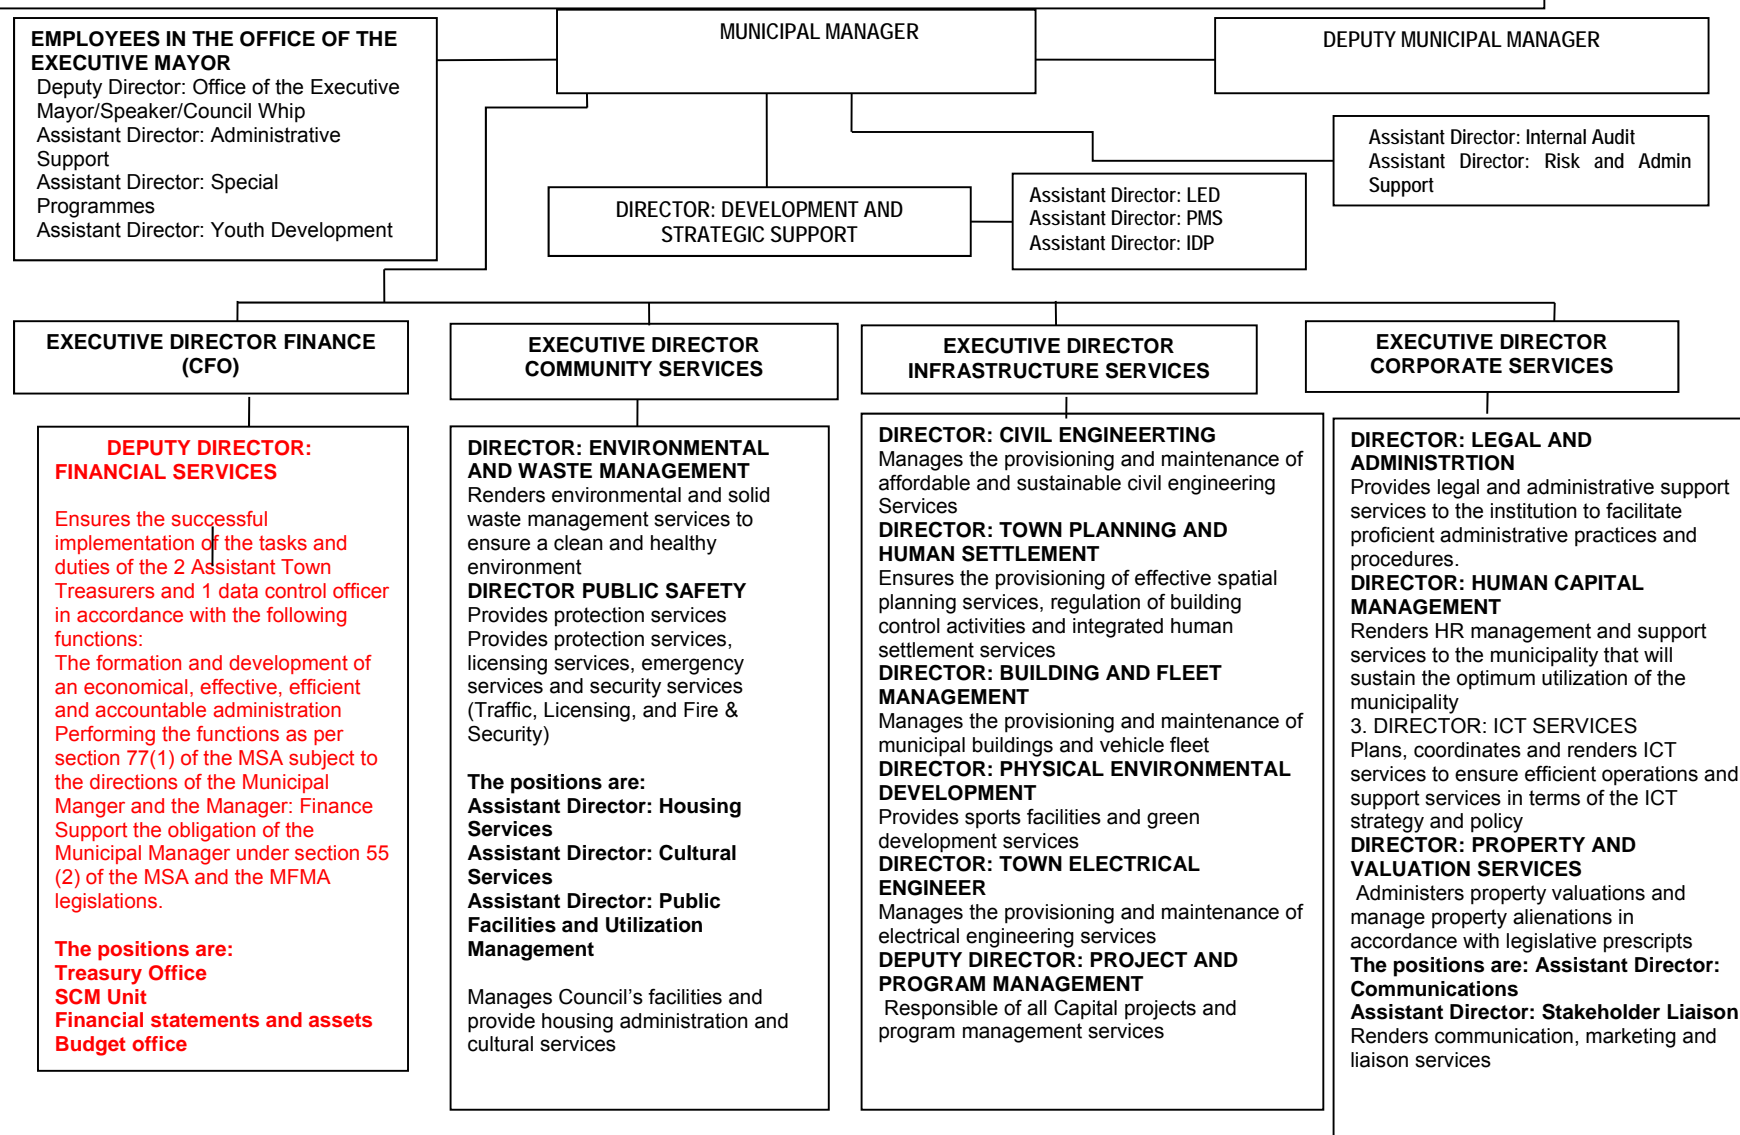 MUNICIPAL MANAGER
DEPUTY MUNICIPAL MANAGER
EMPLOYEES IN THE OFFICE OF THE
EXECUTIVE MAYOR
Deputy Director: Office of the Executive
Mayor/Speaker/Council Whip
Assistant Director: Administrative
Support
Assistant Director: Special
Programmes
Assistant Director: Youth Development
Assistant Director: Internal Audit
Assistant Director: Risk and Admin
Support
DIRECTOR: DEVELOPMENT AND
STRATEGIC SUPPORT
Assistant Director: LED
Assistant Director: PMS
Assistant Director: IDP
EXECUTIVE DIRECTOR FINANCE
(CFO)
EXECUTIVE DIRECTOR
COMMUNITY SERVICES
EXECUTIVE DIRECTOR
INFRASTRUCTURE SERVICES
EXECUTIVE DIRECTOR
CORPORATE SERVICES
DEPUTY DIRECTOR:
FINANCIAL SERVICES
Ensures the successful
implementation of the tasks and
duties of the 2 Assistant Town
Treasurers and 1 data control officer
in accordance with the following
functions:
The formation and development of
an economical, effective, efficient
and accountable administration
Performing the functions as per
section 77(1) of the MSA subject to
the directions of the Municipal
Manger and the Manager: Finance
Support the obligation of the
Municipal Manager under section 55
(2) of the MSA and the MFMA
legislations.
The positions are:
Treasury Office
SCM Unit
Financial statements and assets
Budget office
DIRECTOR: ENVIRONMENTAL
AND WASTE MANAGEMENT
Renders environmental and solid
waste management services to
ensure a clean and healthy
environment
DIRECTOR PUBLIC SAFETY
Provides protection services
Provides protection services,
licensing services, emergency
services and security services
(Traffic, Licensing, and Fire &
Security)
The positions are:
Assistant Director: Housing
Services
Assistant Director: Cultural
Services
Assistant Director: Public
Facilities and Utilization
Management
Manages Council's facilities and
provide housing administration and
cultural services
DIRECTOR: CIVIL ENGINEERTING
Manages the provisioning and maintenance of
affordable and sustainable civil engineering
Services
DIRECTOR: TOWN PLANNING AND
HUMAN SETTLEMENT
Ensures the provisioning of effective spatial
planning services, regulation of building
control activities and integrated human
settlement services
DIRECTOR: BUILDING AND FLEET
MANAGEMENT
Manages the provisioning and maintenance of
municipal buildings and vehicle fleet
DIRECTOR: PHYSICAL ENVIRONMENTAL
DEVELOPMENT
Provides sports facilities and green
development services
DIRECTOR: TOWN ELECTRICAL
ENGINEER
Manages the provisioning and maintenance of
electrical engineering services
DEPUTY DIRECTOR: PROJECT AND
PROGRAM MANAGEMENT
Responsible of all Capital projects and
program management services
DIRECTOR: LEGAL AND
ADMINISTRTION
Provides legal and administrative support
services to the institution to facilitate
proficient administrative practices and
procedures.
DIRECTOR: HUMAN CAPITAL
MANAGEMENT
Renders HR management and support
services to the municipality that will
sustain the optimum utilization of the
municipality
3. DIRECTOR: ICT SERVICES
Plans, coordinates and renders ICT
services to ensure efficient operations and
support services in terms of the ICT
strategy and policy
DIRECTOR: PROPERTY AND
VALUATION SERVICES
Administers property valuations and
manage property alienations in
accordance with legislative prescripts
The positions are: Assistant Director:
Communications
Assistant Director: Stakeholder Liaison
Renders communication, marketing and
liaison services